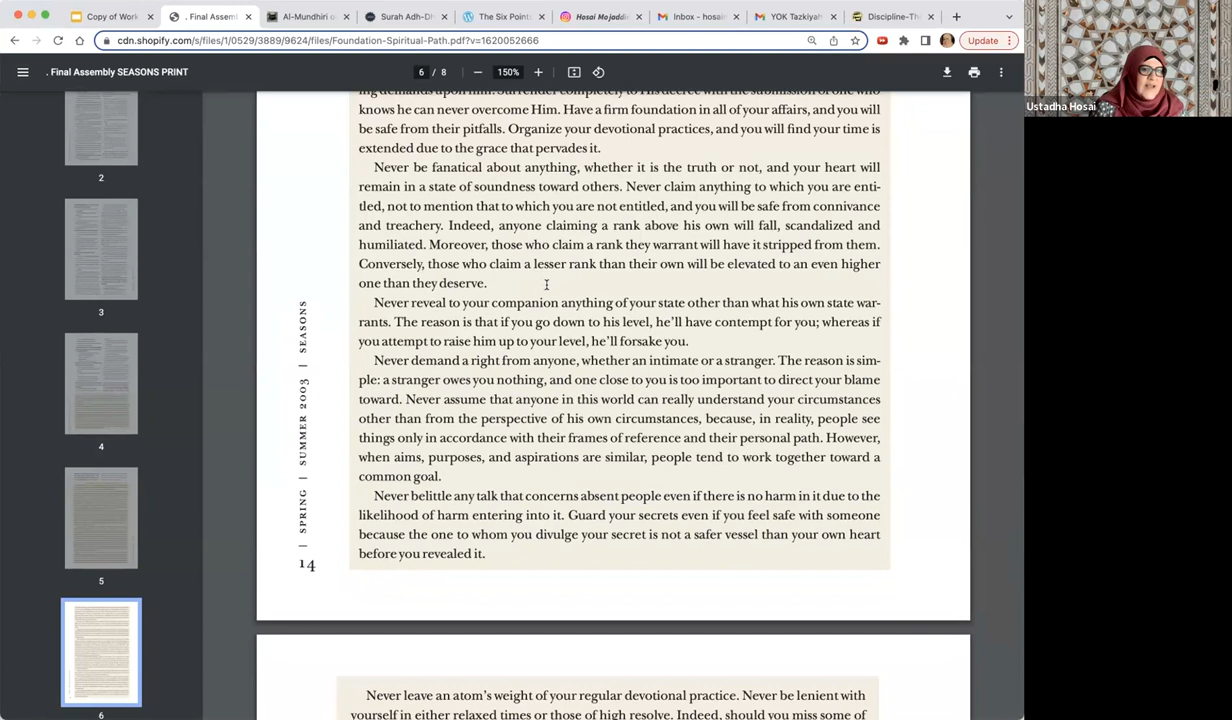 Copy of Work
. Final Assemb
Al-Mundhiri o
Surah Adh-Dh
The Six Points
Hosai Mojaddi
Inbox - hosain
YOK Tazkiyah
Discipline-Thi
cdn.shopify.com/s/files/1/0529/3889/9624/files/Foundation-Spiritual-Path.pdf?v=1620052666
Update
. Final Assembly SEASONS PRINT
6 / 8
150%
Ustadha Hosai
2
3
4
5
6
knows he can never overcome Him. Have a firm foundation in all of your affairs, and you will
be safe from their pitfalls. Organize your devotional practices, and you will find your time is
extended due to the grace that pervades it.
Never be fanatical about anything, whether it is the truth or not, and your heart will
remain in a state of soundness toward others. Never claim anything to which you are enti-
tled, not to mention that to which you are not entitled, and you will be safe from connivance
and treachery. Indeed, anyone claiming a rank above his own will fall, scandalized and
humiliated. Moreover, those who claim a rank they warrant will have it stripped from them.
Conversely, those who claim a lesser rank than their own will be elevated to an even higher
one than they deserve.
Never reveal to your companion anything of your state other than what his own state war-
rants. The reason is that if you go down to his level, he'll have contempt for you; whereas if
you attempt to raise him up to your level, he'll forsake you.
Never demand a right from anyone, whether an intimate or a stranger. The reason is sim-
ple: a stranger owes you nothing, and one close to you is too important to direct your blame
toward. Never assume that anyone in this world can really understand your circumstances
other than from the perspective of his own circumstances, because, in reality, people see
things only in accordance with their frames of reference and their personal path. However,
when aims, purposes, and aspirations are similar, people tend to work together toward a
common goal.
Never belittle any talk that concerns absent people even if there is no harm in it due to the
likelihood of harm entering into it. Guard your secrets even if you feel safe with someone
because the one to whom you divulge your secret is not a safer vessel than your own heart
before you revealed it.
| SPRING | SUMMER 2003 | SEASONS
14
Never leave an atom's weight of your regular devotional practice. Never be lenient with
yourself in either relaxed times or those of high resolve. Indeed, should you miss some of